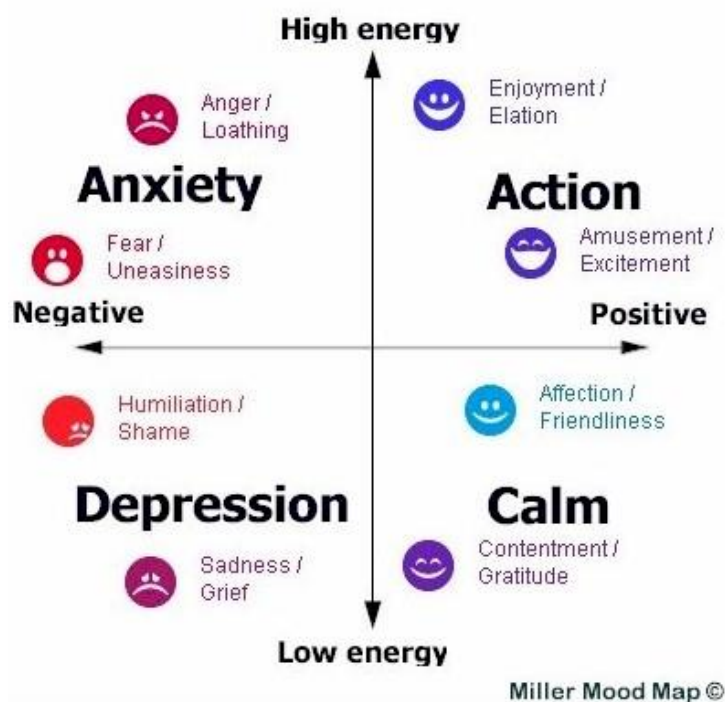 High energy
Anger /
Loathing
Enjoyment /
Elation
Anxiety
Action
Fear /
Uneasiness
Amusement /
Excitement
Negative
Positive
Humiliation /
Shame
Affection /
Friendliness
Depression
Calm
Sadness /
Grief
Contentment /
Gratitude
Low energy
Miller Mood Map ©